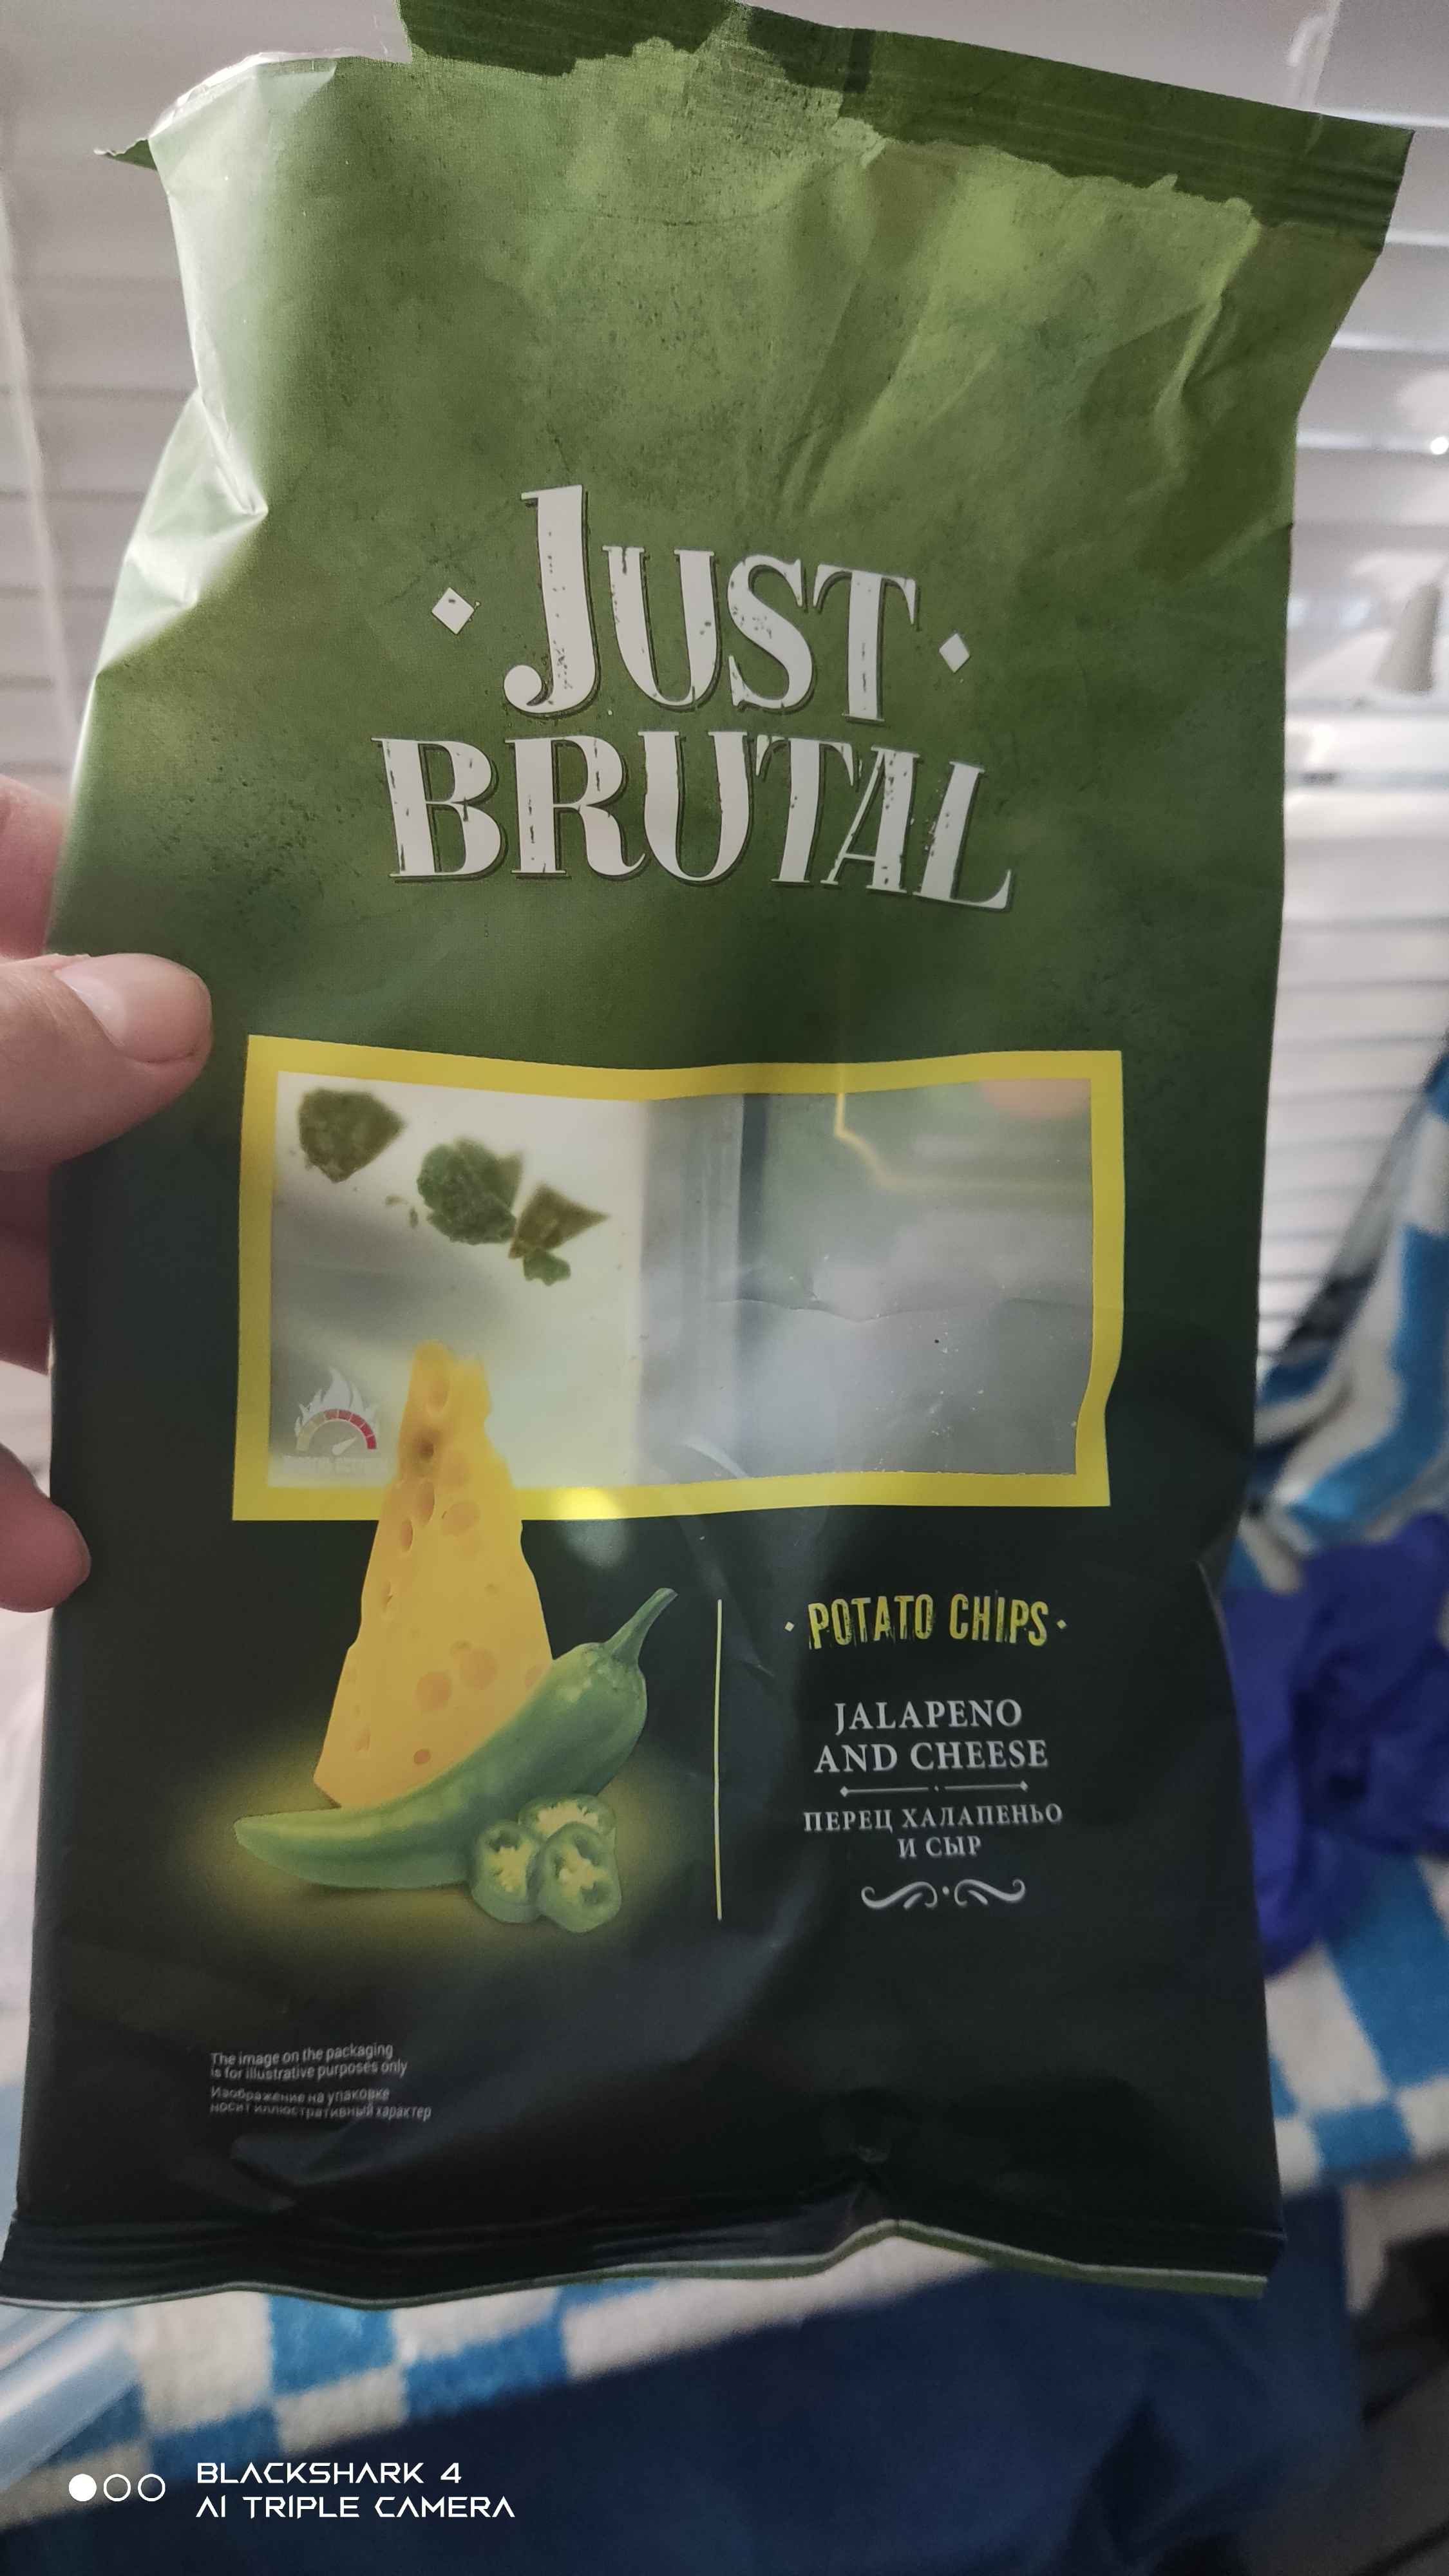 JUST
BRUTAL
POTATO CHIPS
JALAPENO
AND CHEESE
ПЕРЕЦ ХАЛАПЕНЬО
И СЫР
The image on the packaging
is for illustrative purposes only
Изображение на упаковке
носит иллюстративный характер
BLACKSHARK 4
AI TRIPLE CAMERA